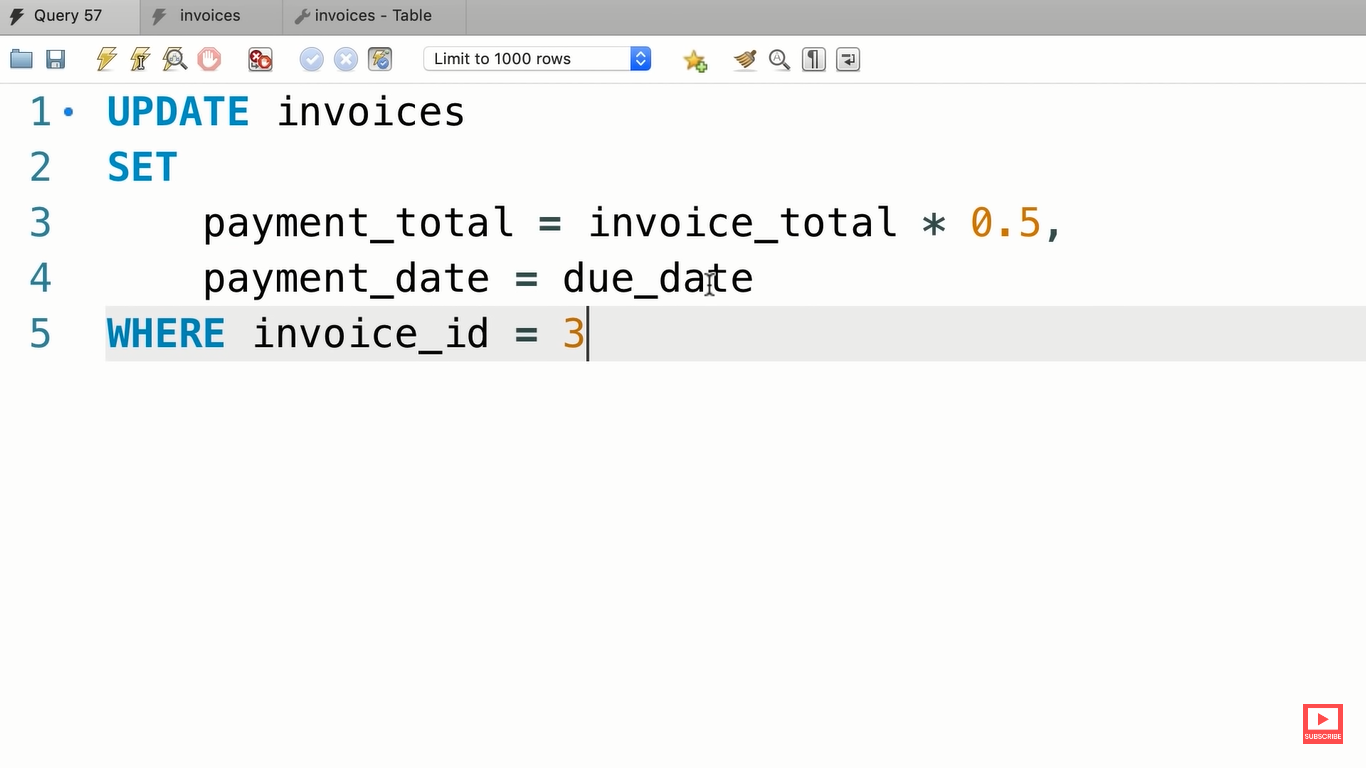 Query 57 invoices invoices - Table
Limit to 1000 rows
1 UPDATE invoices
2 SET
3 payment_total = invoice_total * 0.5,
4 payment_date = due_date
5 WHERE invoice_id = 3
SUBSCRIBE